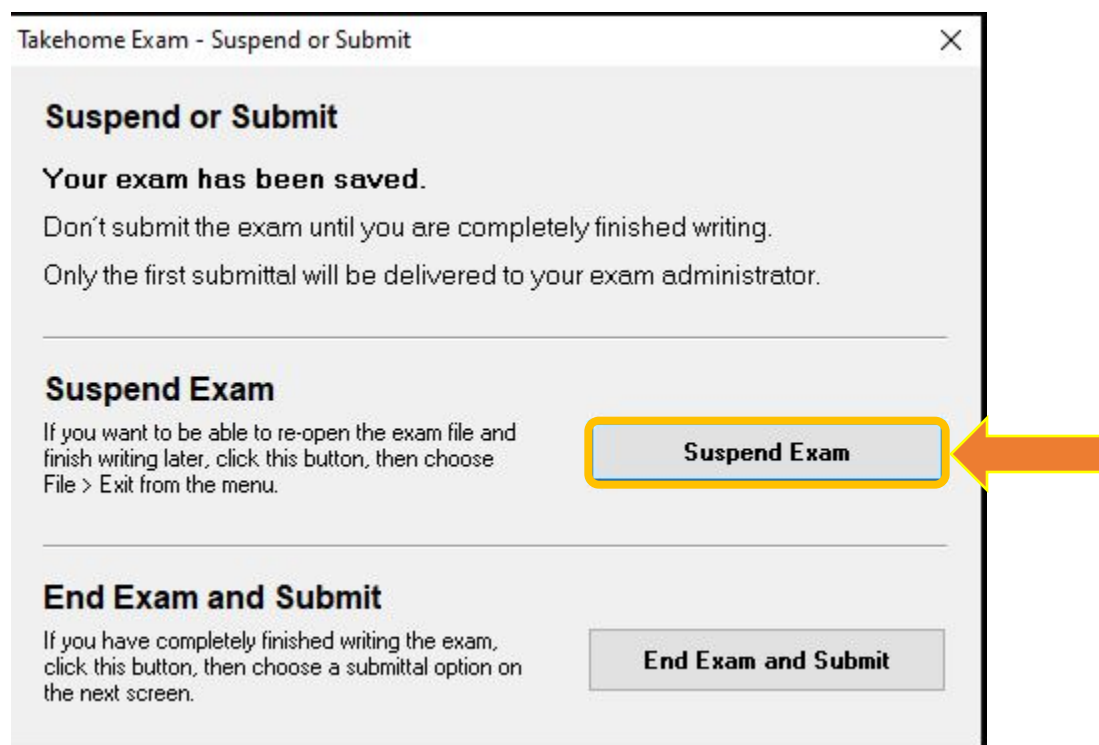 Takehome Exam - Suspend or Submit
Suspend or Submit
Your exam has been saved.
Don't submit the exam until you are completely finished writing.
Only the first submittal will be delivered to your exam administrator.
Suspend Exam
If you want to be able to re-open the exam file and
finish writing later, click this button, then choose
File > Exit from the menu.
Suspend Exam
End Exam and Submit
If you have completely finished writing the exam,
click this button, then choose a submittal option on
the next screen.
End Exam and Submit